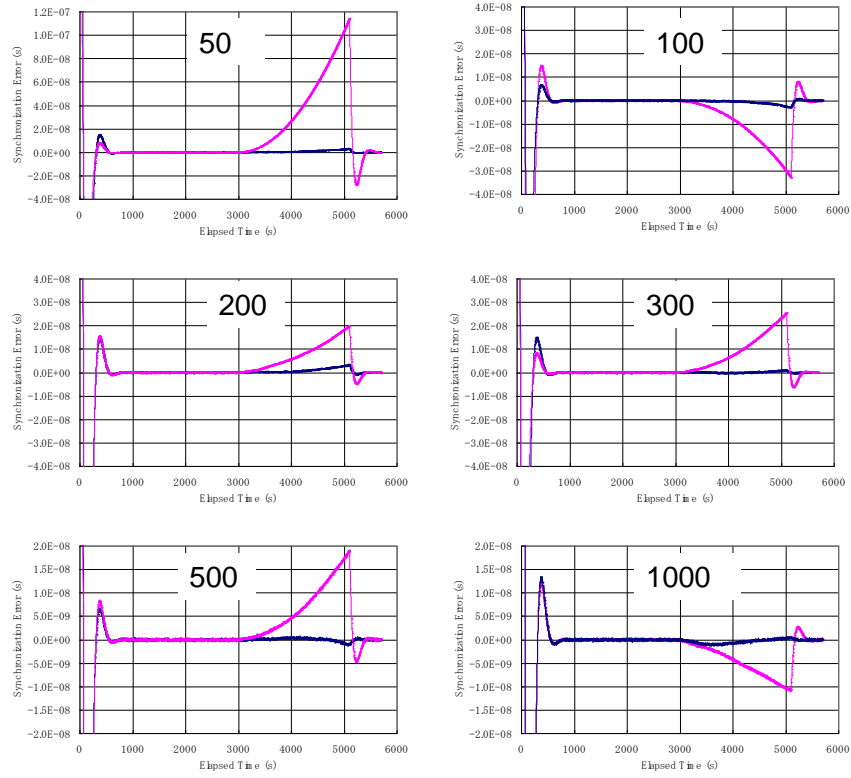 50
Synchronization Error (s)
1.2E-07
1.0E-07
8.0E-08
6.0E-08
4.0E-08
2.0E-08
0.0E+00
-2.0E-08
-4.0E-08
0 1000 2000 3000 4000 5000 6000
Elapsed Time (s)
100
Synchronization Error (s)
4.0E-08
3.0E-08
2.0E-08
1.0E-08
0.0E+00
-1.0E-08
-2.0E-08
-3.0E-08
-4.0E-08
0 1000 2000 3000 4000 5000 6000
Elapsed Time (s)
200
Synchronization Error (s)
4.0E-08
3.0E-08
2.0E-08
1.0E-08
0.0E+00
-1.0E-08
-2.0E-08
-3.0E-08
-4.0E-08
0 1000 2000 3000 4000 5000 6000
Elapsed Time (s)
300
Synchronization Error (s)
4.0E-08
3.0E-08
2.0E-08
1.0E-08
0.0E+00
-1.0E-08
-2.0E-08
-3.0E-08
-4.0E-08
0 1000 2000 3000 4000 5000 6000
Elapsed Time (s)
500
Synchronization Error (s)
2.0E-08
1.5E-08
1.0E-08
5.0E-09
0.0E+00
-5.0E-09
-1.0E-08
-1.5E-08
-2.0E-08
0 1000 2000 3000 4000 5000 6000
Elapsed Time (s)
1000
Synchronization Error (s)
2.0E-08
1.5E-08
1.0E-08
5.0E-09
0.0E+00
-5.0E-09
-1.0E-08
-1.5E-08
-2.0E-08
0 1000 2000 3000 4000 5000 6000
Elapsed Time (s)